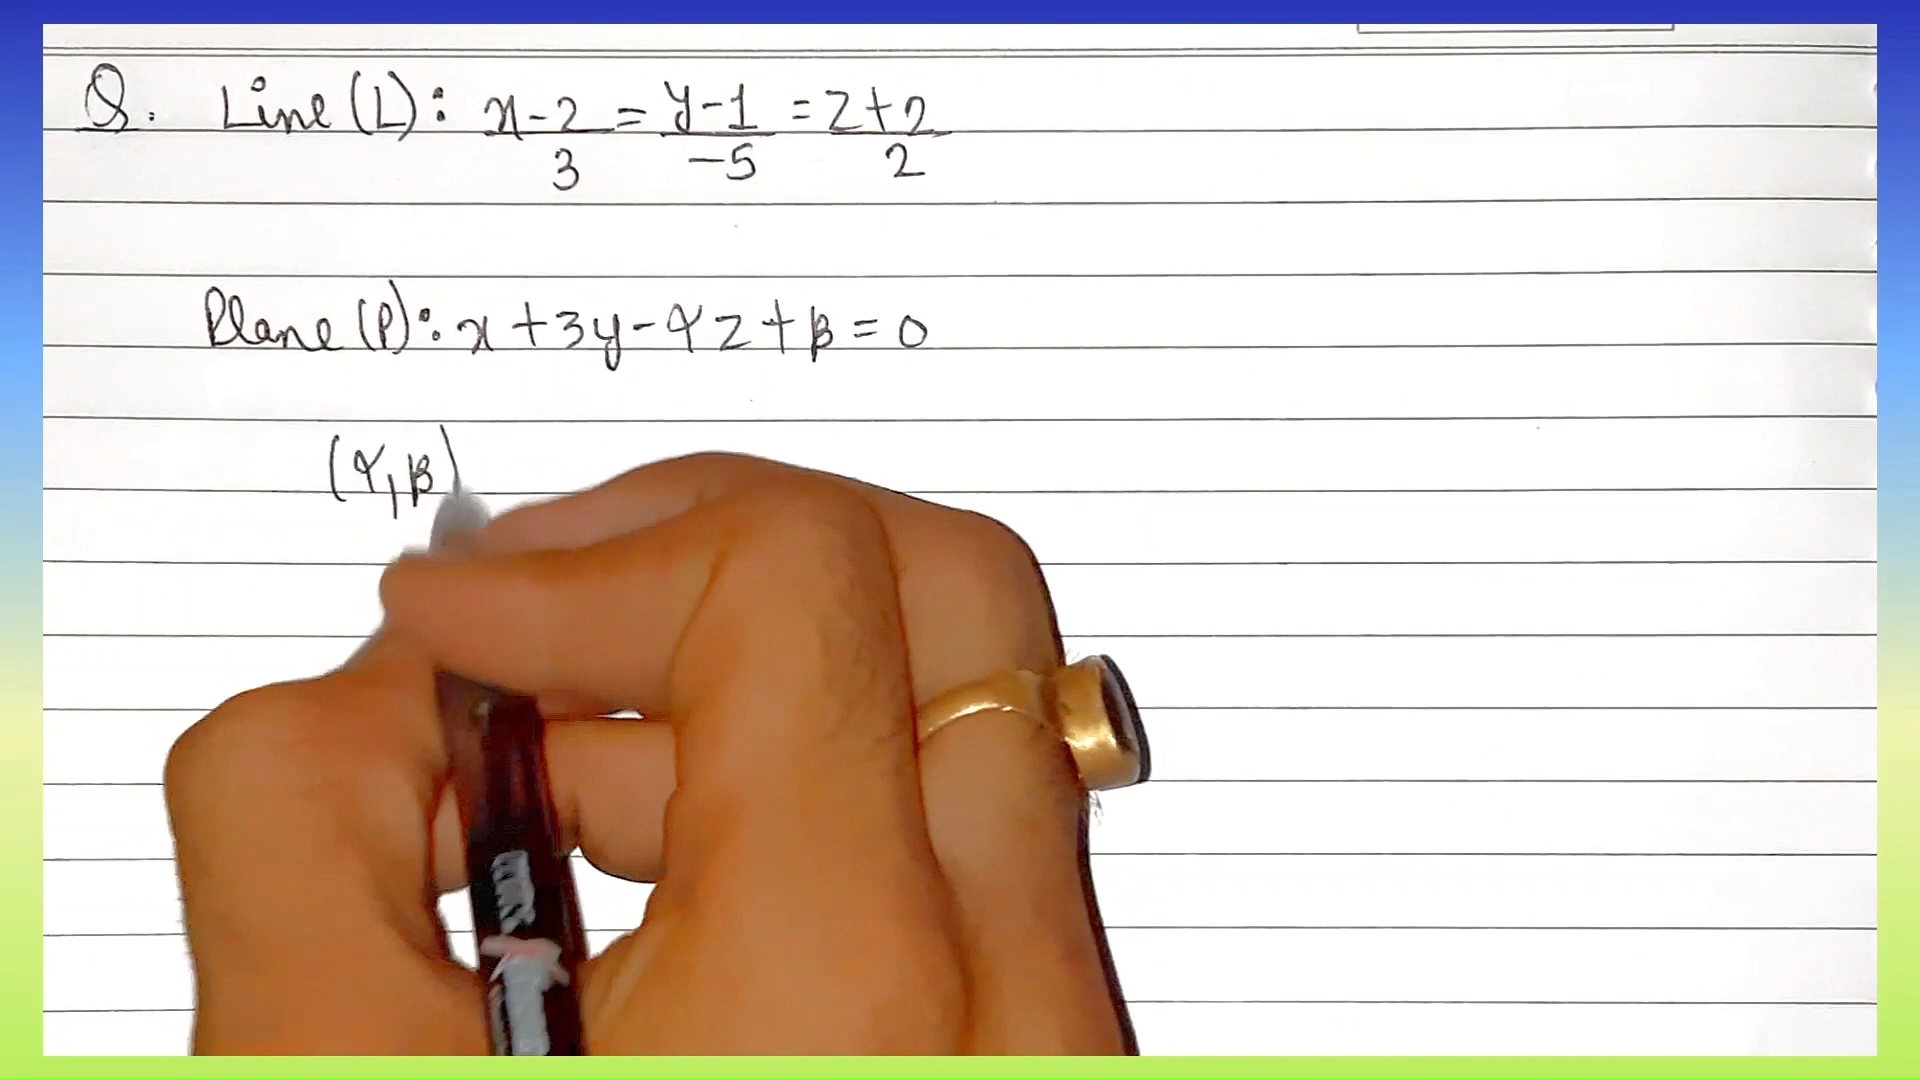 Q. Line (L): x-2/3 = y-1/-5 = z+2/2
Plane (P): x + 3y - αz + β = 0
(α, β)